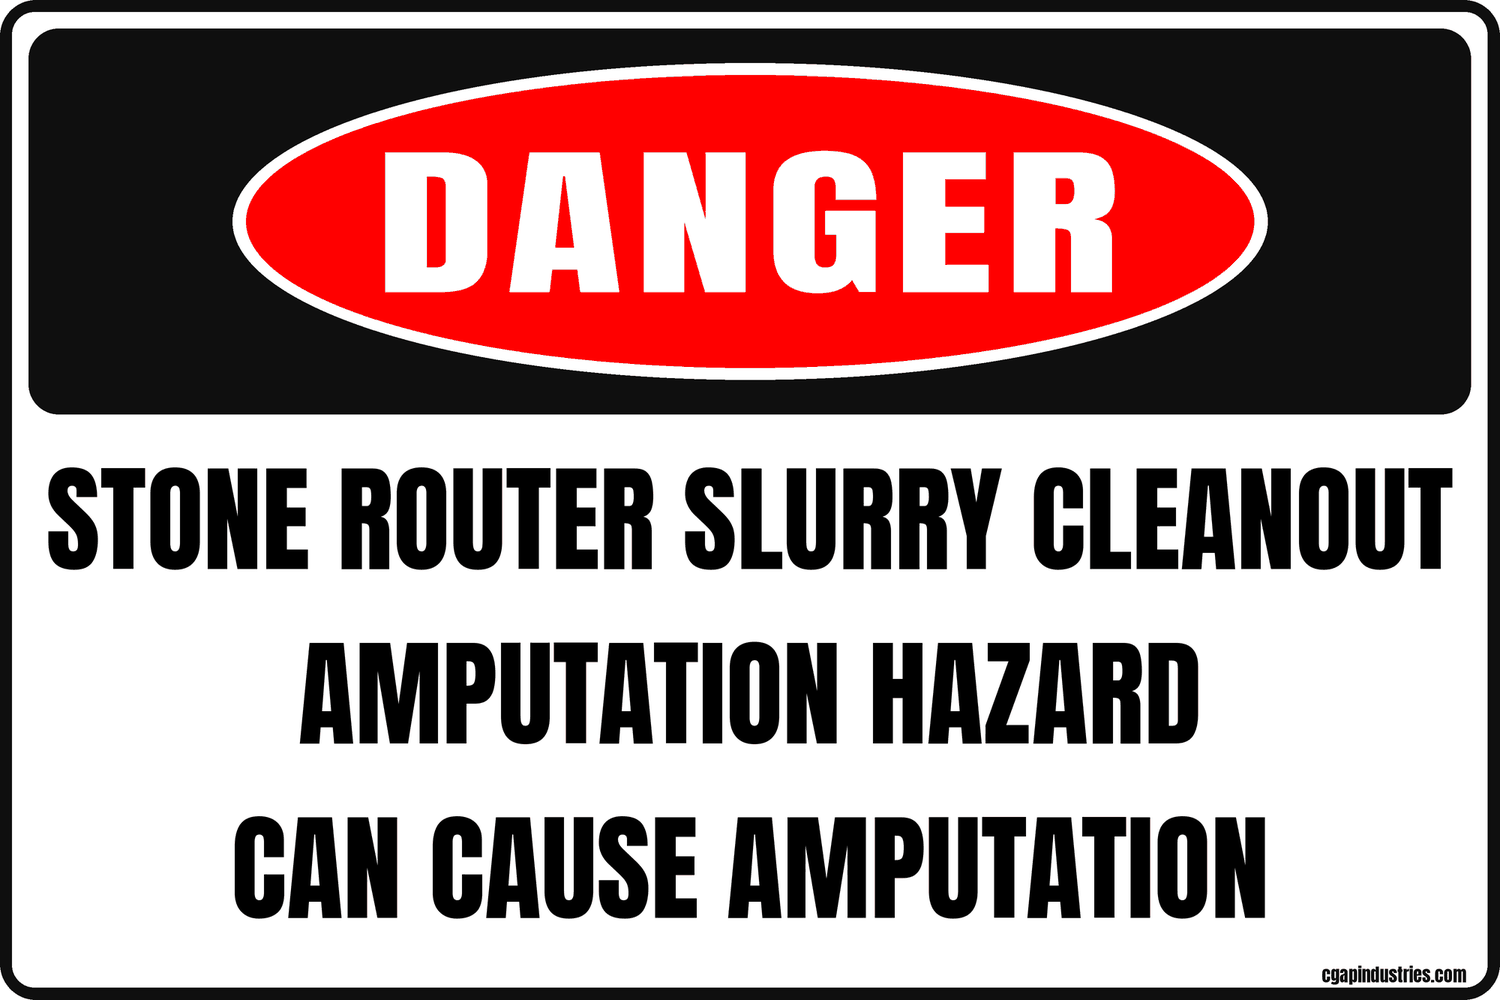 DANGER
STONE ROUTER SLURRY CLEANOUT
AMPUTATION HAZARD
CAN CAUSE AMPUTATION
cgapindustries.com